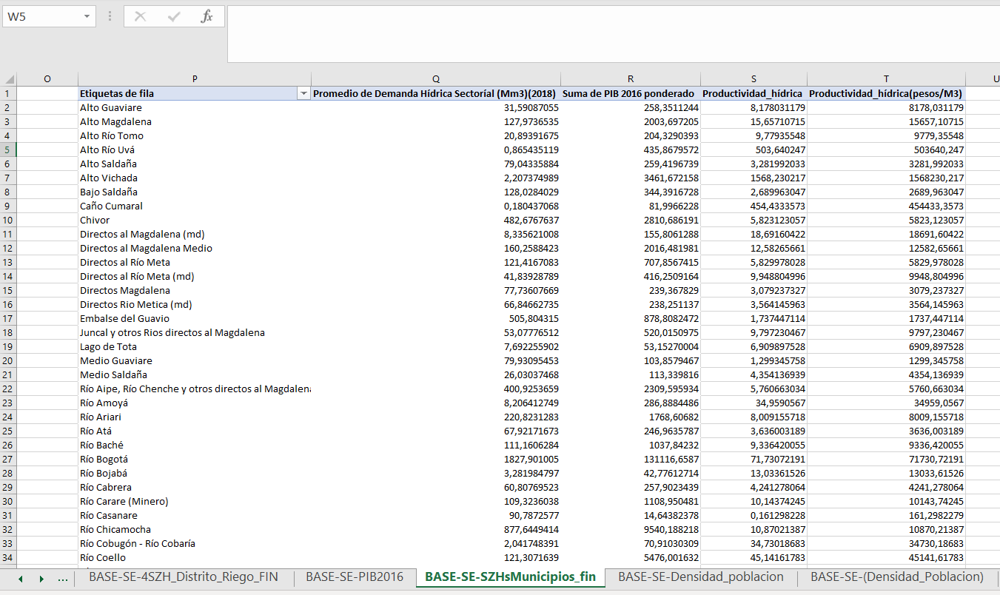 W5 fx
O P Q R S T U
1 Etiquetas de fila Promedio de Demanda Hídrica Sectoríal (Mm3)(2018) Suma de PIB 2016 ponderado Productividad_hídrica Productividad_hídrica(pesos/M3)
2 Alto Guaviare 31,59087055 258,3511244 8,178031179 8178,031179
3 Alto Magdalena 127,9736535 2003,697205 15,65710715 15657,10715
4 Alto Río Tomo 20,89391675 204,3290393 9,77935548 9779,35548
5 Alto Río Uvá 0,865435119 435,8679572 503,640247 503640,247
6 Alto Saldaña 79,04335884 259,4196739 3,281992033 3281,992033
7 Alto Vichada 2,207374989 3461,672158 1568,230217 1568230,217
8 Bajo Saldaña 128,0284029 344,3916728 2,689963047 2689,963047
9 Caño Cumaral 0,180437068 81,9966228 454,4333573 454433,3573
10 Chivor 482,6767637 2810,686191 5,823123057 5823,123057
11 Directos al Magdalena (md) 8,335621008 155,8061288 18,69160422 18691,60422
12 Directos al Magdalena Medio 160,2588423 2016,481981 12,58265661 12582,65661
13 Directos al Río Meta 121,4167083 707,8567415 5,829978028 5829,978028
14 Directos al Río Meta (md) 41,83928789 416,2509164 9,948804996 9948,804996
15 Directos Magdalena 77,73607669 239,367829 3,079237327 3079,237327
16 Directos Rio Metica (md) 66,84662735 238,251137 3,564145963 3564,145963
17 Embalse del Guavio 505,804315 878,8082472 1,737447114 1737,447114
18 Juncal y otros Rios directos al Magdalena 53,07776512 520,0150975 9,797230467 9797,230467
19 Lago de Tota 7,692255902 53,15270004 6,909897528 6909,897528
20 Medio Guaviare 79,93095453 103,8579467 1,299345758 1299,345758
21 Medio Saldaña 26,03037468 113,339816 4,354136939 4354,136939
22 Río Aipe, Río Chenche y otros directos al Magdalena 400,9253659 2309,595934 5,760663034 5760,663034
23 Río Amoyá 8,206412749 286,8884486 34,9590567 34959,0567
24 Río Ariari 220,8231283 1768,60682 8,009155718 8009,155718
25 Río Atá 67,92171673 246,9635787 3,636003189 3636,003189
26 Río Baché 111,1606284 1037,84232 9,336420055 9336,420055
27 Río Bogotá 1827,901005 131116,6587 71,73072191 71730,72191
28 Río Bojabá 3,281984797 42,77612714 13,03361526 13033,61526
29 Río Cabrera 60,80769523 257,9023439 4,241278064 4241,278064
30 Río Carare (Minero) 109,3236038 1108,950481 10,14374245 10143,74245
31 Río Casanare 90,7872577 14,64382378 0,161298228 161,2982279
32 Río Chicamocha 877,6449414 9540,188218 10,87021387 10870,21387
33 Río Cobugón - Río Cobaría 2,041748391 70,91030309 34,73018683 34730,18683
34 Río Coello 121,3071639 5476,001632 45,14161783 45141,61783
... BASE-SE-4SZH_Distrito_Riego_FIN BASE-SE-PIB2016 BASE-SE-SZHsMunicipios_fin BASE-SE-Densidad_poblacion BASE-SE-(Densidad_Poblacion)